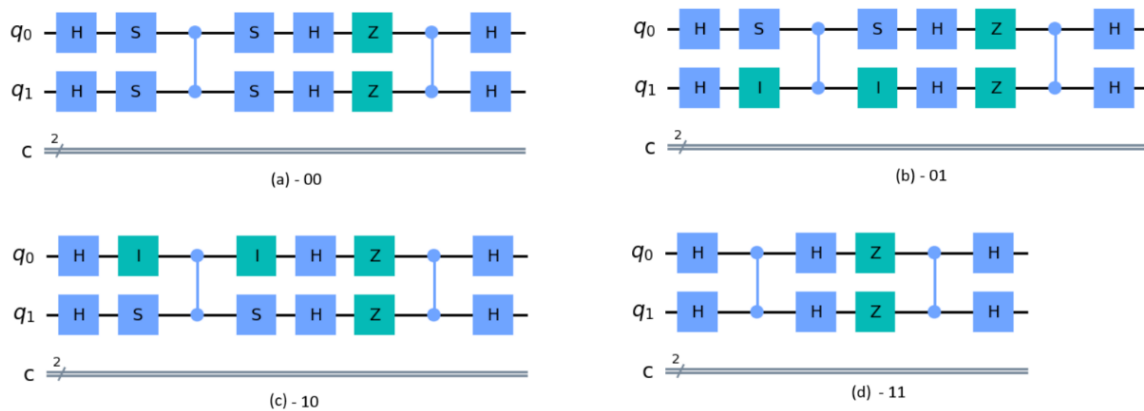 q0 H S S H Z H
q1 H S S H Z H
2
c
(a) - 00
q0 H S S H Z H
q1 H I I H Z H
2
c
(b) - 01
q0 H I I H Z H
q1 H S S H Z H
2
c
(c) - 10
q0 H H Z H
q1 H H Z H
2
c
(d) - 11